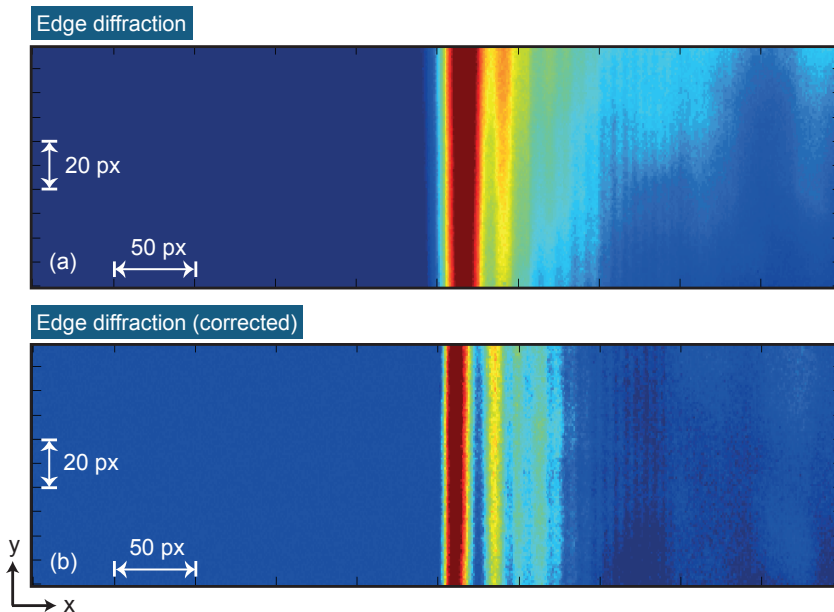 Edge diffraction
20 px
50 px
(a)
Edge diffraction (corrected)
20 px
50 px
(b)
y
x